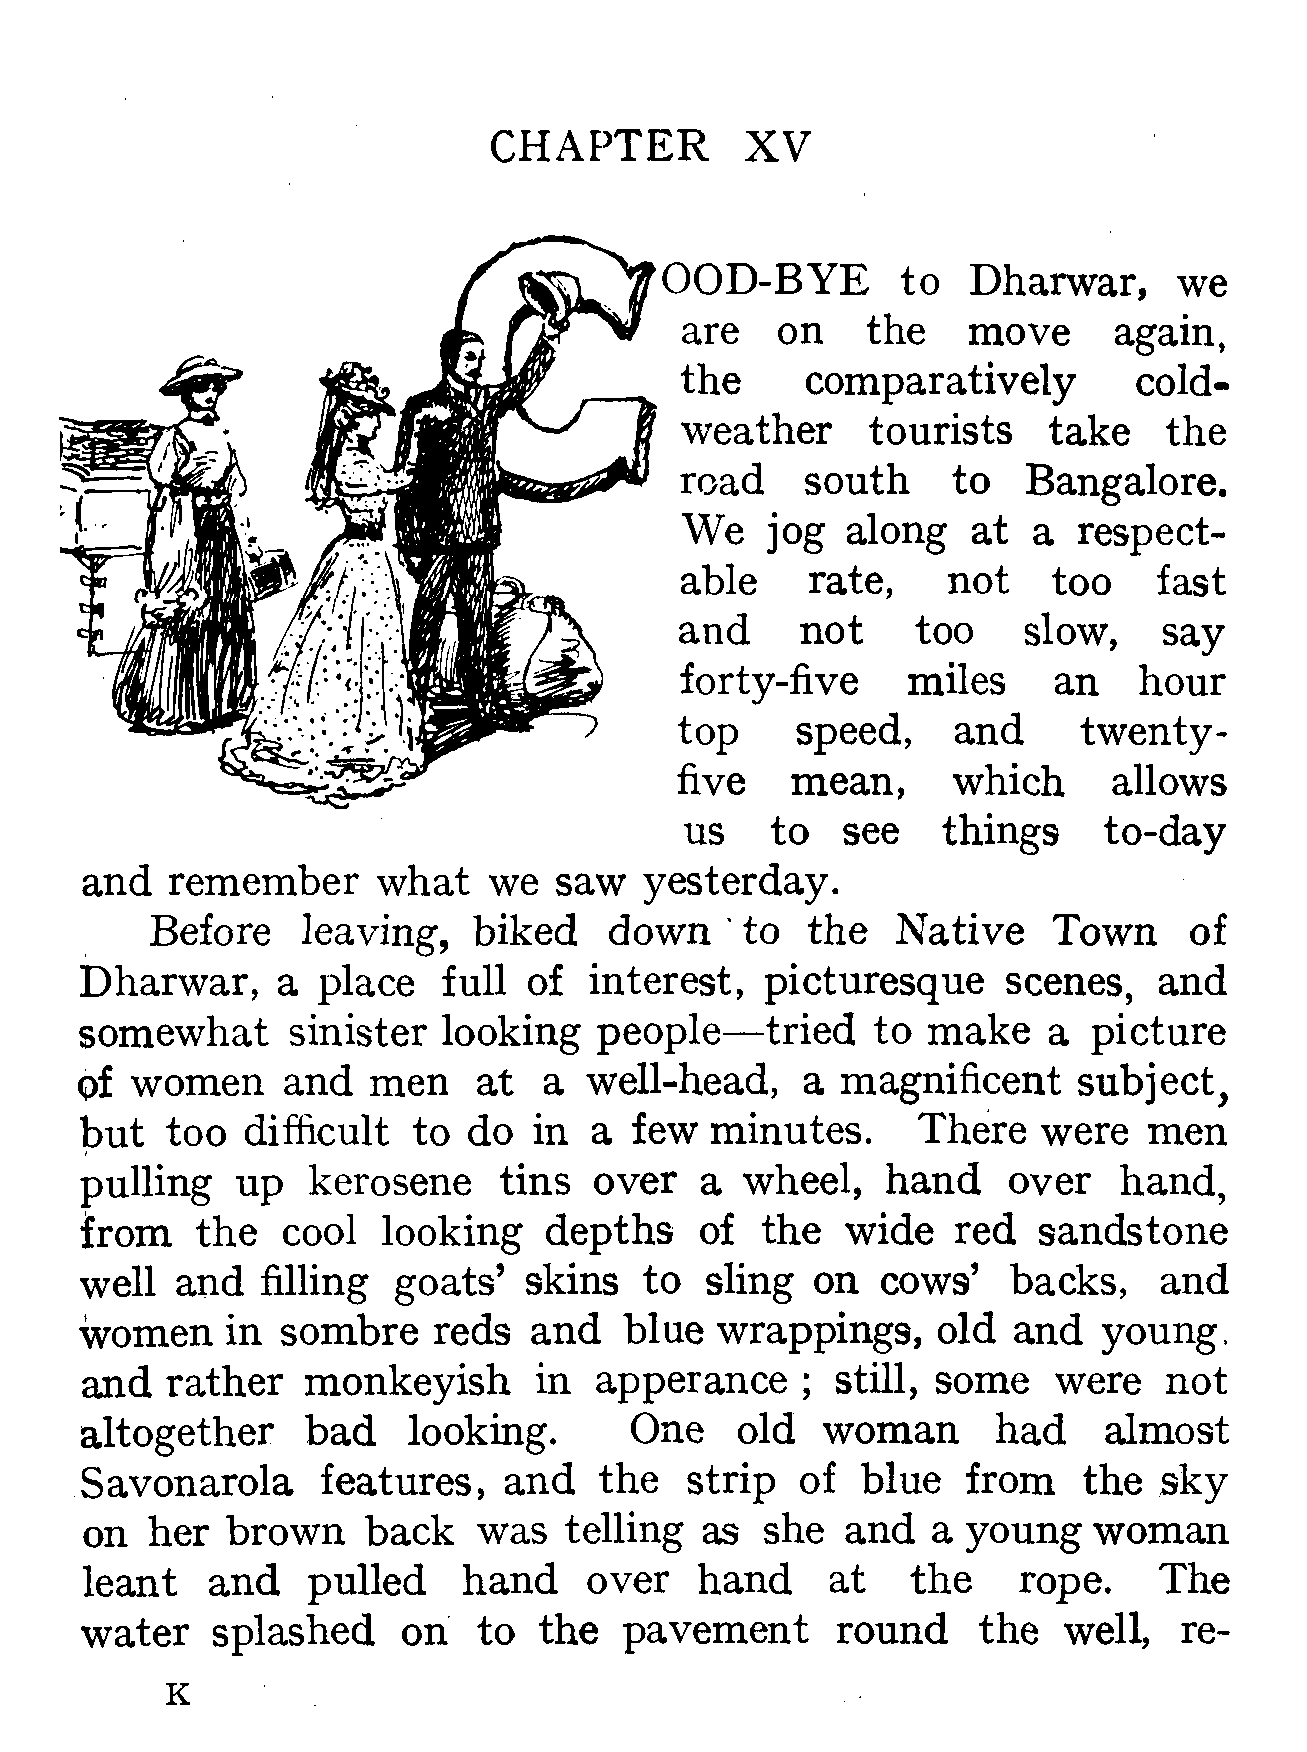 CHAPTER XV
GOOD-BYE to Dharwar, we
are on the move again,
the comparatively cold-
weather tourists take the
road south to Bangalore.
We jog along at a respect-
able rate, not too fast
and not too slow, say
forty-five miles an hour
top speed, and twenty-
five mean, which allows
us to see things to-day
and remember what we saw yesterday.
Before leaving, biked down to the Native Town of
Dharwar, a place full of interest, picturesque scenes, and
somewhat sinister looking people—tried to make a picture
of women and men at a well-head, a magnificent subject,
but too difficult to do in a few minutes. There were men
pulling up kerosene tins over a wheel, hand over hand,
from the cool looking depths of the wide red sandstone
well and filling goats' skins to sling on cows' backs, and
women in sombre reds and blue wrappings, old and young.
and rather monkeyish in apperance ; still, some were not
altogether bad looking. One old woman had almost
Savonarola features, and the strip of blue from the sky
on her brown back was telling as she and a young woman
leant and pulled hand over hand at the rope. The
water splashed on to the pavement round the well, re-
K